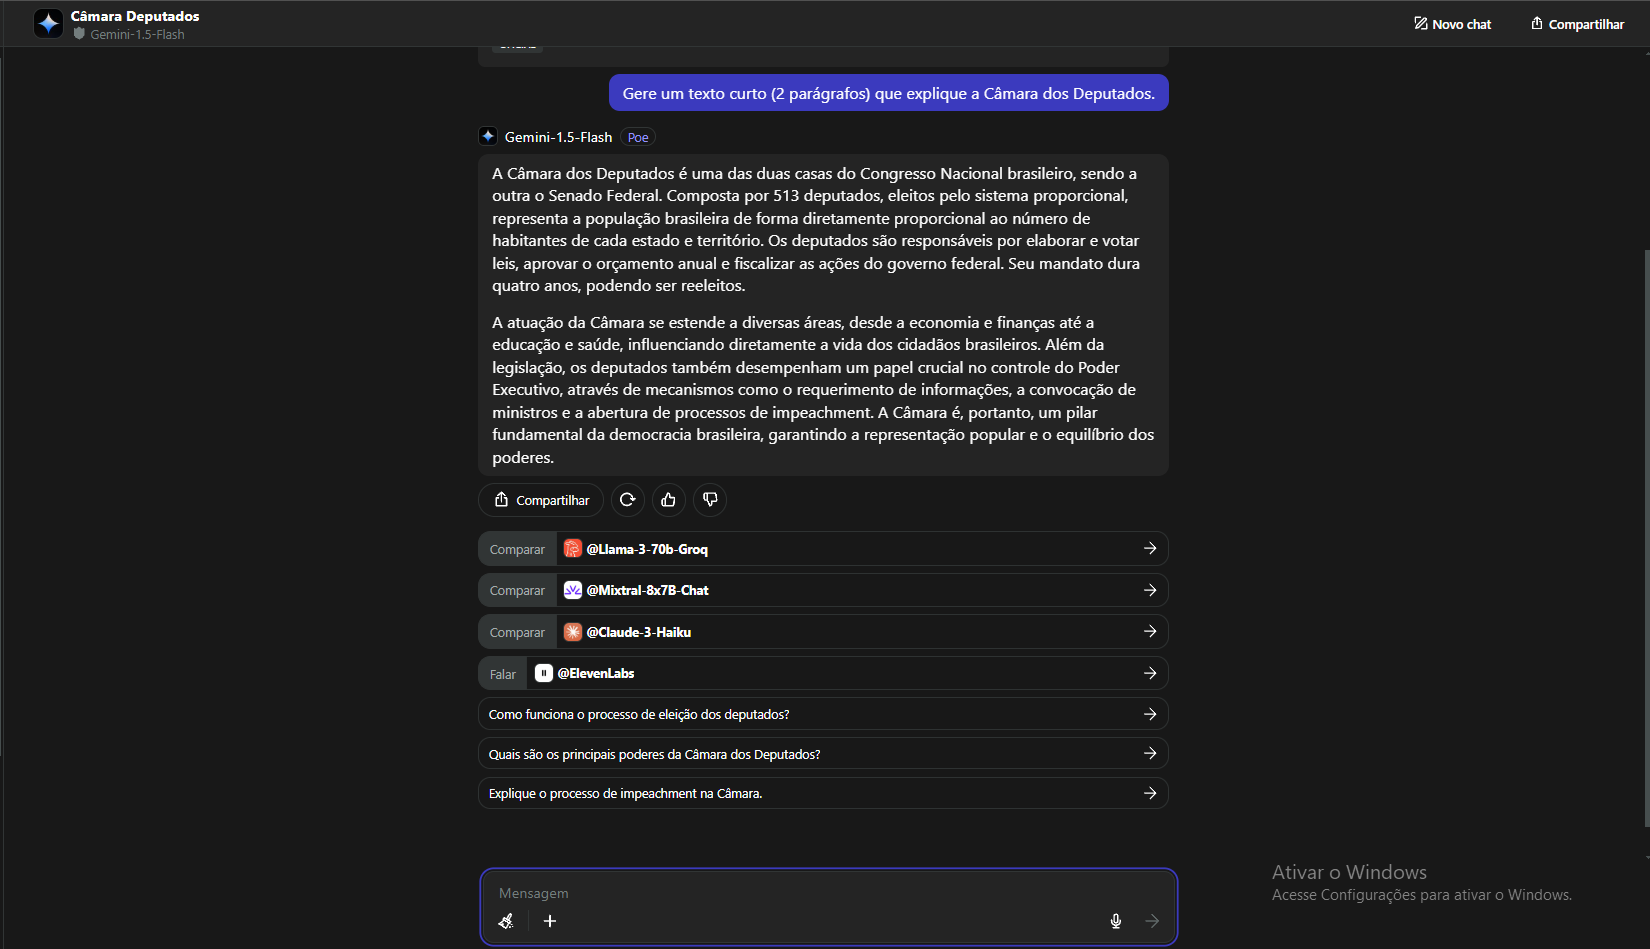 Câmara Deputados
Gemini-1.5-Flash
Novo chat
Compartilhar
Gere um texto curto (2 parágrafos) que explique a Câmara dos Deputados.
Gemini-1.5-Flash
Poe
A Câmara dos Deputados é uma das duas casas do Congresso Nacional brasileiro, sendo a
outra o Senado Federal. Composta por 513 deputados, eleitos pelo sistema proporcional,
representa a população brasileira de forma diretamente proporcional ao número de
habitantes de cada estado e território. Os deputados são responsáveis por elaborar e votar
leis, aprovar o orçamento anual e fiscalizar as ações do governo federal. Seu mandato dura
quatro anos, podendo ser reeleitos.
A atuação da Câmara se estende a diversas áreas, desde a economia e finanças até a
educação e saúde, influenciando diretamente a vida dos cidadãos brasileiros. Além da
legislação, os deputados também desempenham um papel crucial no controle do Poder
Executivo, através de mecanismos como o requerimento de informações, a convocação de
ministros e a abertura de processos de impeachment. A Câmara é, portanto, um pilar
fundamental da democracia brasileira, garantindo a representação popular e o equilíbrio dos
poderes.
Compartilhar
Comparar @Llama-3-70b-Groq
Comparar @Mixtral-8x7B-Chat
Comparar @Claude-3-Haiku
Falar @ElevenLabs
Como funciona o processo de eleição dos deputados?
Quais são os principais poderes da Câmara dos Deputados?
Explique o processo de impeachment na Câmara.
Mensagem
Ativar o Windows
Acesse Configurações para ativar o Windows.